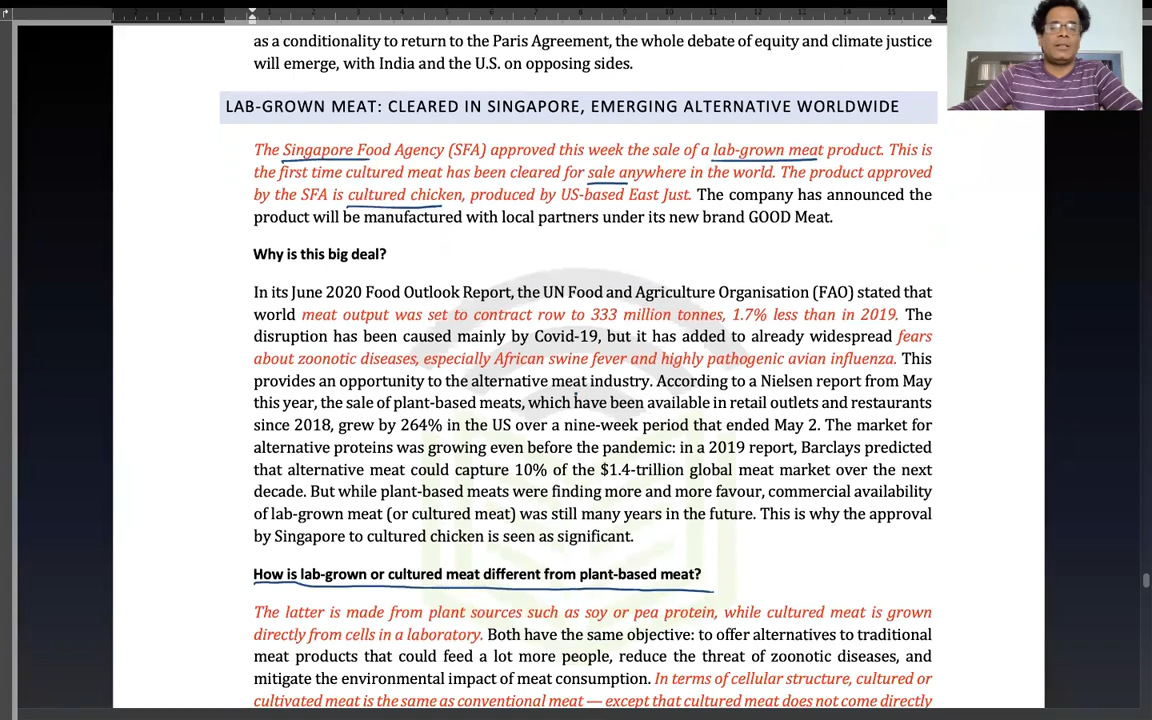 as a conditionality to return to the Paris Agreement, the whole debate of equity and climate justice
will emerge, with India and the U.S. on opposing sides.
LAB-GROWN MEAT: CLEARED IN SINGAPORE, EMERGING ALTERNATIVE WORLDWIDE
The Singapore Food Agency (SFA) approved this week the sale of a lab-grown meat product. This is
the first time cultured meat has been cleared for sale anywhere in the world. The product approved
by the SFA is cultured chicken, produced by US-based East Just. The company has announced the
product will be manufactured with local partners under its new brand GOOD Meat.
Why is this big deal?
In its June 2020 Food Outlook Report, the UN Food and Agriculture Organisation (FAO) stated that
world meat output was set to contract row to 333 million tonnes, 1.7% less than in 2019. The
disruption has been caused mainly by Covid-19, but it has added to already widespread fears
about zoonotic diseases, especially African swine fever and highly pathogenic avian influenza. This
provides an opportunity to the alternative meat industry. According to a Nielsen report from May
this year, the sale of plant-based meats, which have been available in retail outlets and restaurants
since 2018, grew by 264% in the US over a nine-week period that ended May 2. The market for
alternative proteins was growing even before the pandemic: in a 2019 report, Barclays predicted
that alternative meat could capture 10% of the $1.4-trillion global meat market over the next
decade. But while plant-based meats were finding more and more favour, commercial availability
of lab-grown meat (or cultured meat) was still many years in the future. This is why the approval
by Singapore to cultured chicken is seen as significant.
How is lab-grown or cultured meat different from plant-based meat?
The latter is made from plant sources such as soy or pea protein, while cultured meat is grown
directly from cells in a laboratory. Both have the same objective: to offer alternatives to traditional
meat products that could feed a lot more people, reduce the threat of zoonotic diseases, and
mitigate the environmental impact of meat consumption. In terms of cellular structure, cultured or
cultivated meat is the same as conventional meat — except that cultured meat does not come directly